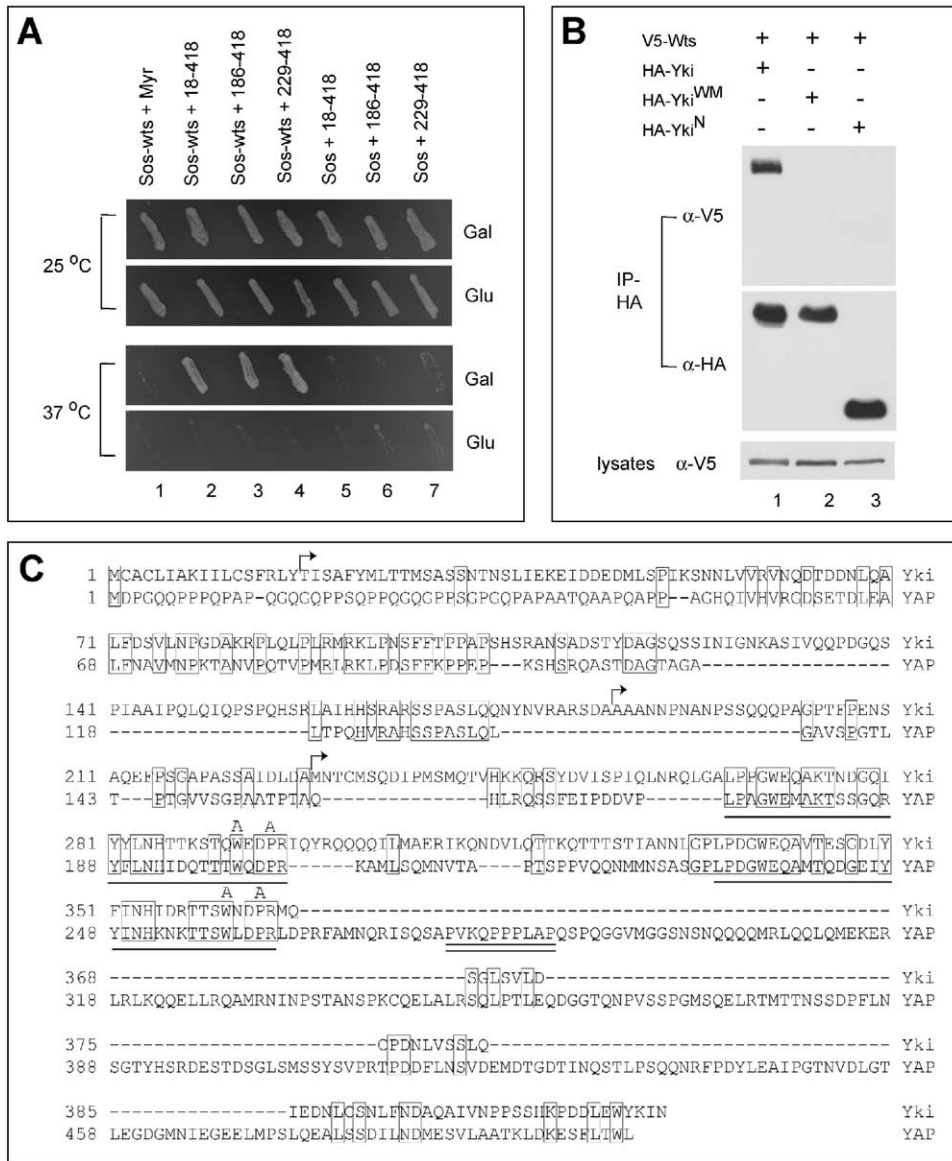 A
Sos-wts + Myr
Sos-wts + 18-418
Sos-wts + 186-418
Sos-wts + 229-418
Sos + 18-418
Sos + 186-418
Sos + 229-418
25 °C
Gal
Glu
37 °C
Gal
Glu
1 2 3 4 5 6 7
B
V5-Wts + + +
HA-Yki + - -
HA-Yki^WM - + -
HA-Yki^N - - +
IP-HA
α-V5
α-HA
lysates α-V5
1 2 3
C
1 MCACLIAKIILCSFRLYTISAFYMLTTMSASSNTNSLIEKEIDDEDMLSPIKSNNLVVRVNQDTDDNLQA Yki
1 MDPGQQPPPQPAP-QGQGQPPSQPPQGQGPPSGPGQPAPAATQAAPQAPP--AGHQIVHVRGDSETDLEA YAP
71 LFDSVLNPGDAKRPLQLPLRMRKLPNSFFTPPAPSHSRANSADSTYDAGSQSSINIGNKASIVQQPDGQS Yki
68 LFNAVMNPKTANVPQTVPMRLRKLPDSFFKPPEP---KSHSRQASTDAGTAGA----------------- YAP
141 PIAAIPQLQIQPSPQHSRLAIHHSRARSSPASLQQNYNVRARSDAAAANNPNANPSSQQQPAGPTFPENS Yki
118 ------------------LTPQHVRAHSSPASLQL---------------------------GAVSPGTL YAP
211 AQEFPSGAPASSAIDLDAMNTCMSQDIPMSMQTVHKKQRSYDVISPIQLNRQLGALPPGWEQAKTNDGQI Yki
143 T---PTGVVSGPAATPTAQ---------------HLRQSSFEIPDDVP-------LPAGWEMAKTSSGQR YAP
A A
281 YYLNHTTKSTQWEDPRIQYRQQQQILMAERIKQNDVLQTTKQTTTSTIANNLGPLPDGWEQAVTESGDLY Yki
188 YFLNHIDQTTTWQDPR------KAMLSQMNVTA-----PTSPPVQQNMMNSASGPLPDGWEQAMTQDGEIY YAP
A A
351 FINHIDRTTSWNDPRMQ----------------------------------------------------- Yki
248 YINHKNKTTSWLDPRLDPRFAMNQRISQSAPVKQPPPLAPQSPQGGVMGGSNSNQQQQMRLQQLQMEKER YAP
368 --------------------------------SGLSVLD------------------------------- Yki
318 LRLKQQELLRQAMRNINPSTANSPKCQELALRSQLPTLEQDGGTQNPVSSPGMSQELRTMTTNSSDPFLN YAP
375 ------------------------CPDNLVSSLQ------------------------------------ Yki
388 SGTYHSRDESTDSGLSMSSYSVPRTPDDFLNSVDEMDTGDTINQSTLPSQQNRFPDYLEAIPGTNVDLGT YAP
385 ----------------IEDNLCSNLFNDAQAIVNPPSSHKPDDLEWYKIN Yki
458 LEGDGMNIEGEELMPSLQEALSSDILNDMESVLAATKLDKESFLTWL YAP